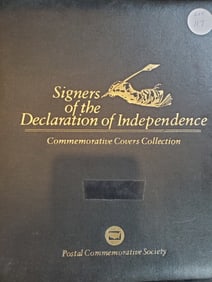 Signers
of the
Declaration of Independence
Commemorative Covers Collection
Postal Commemorative Society